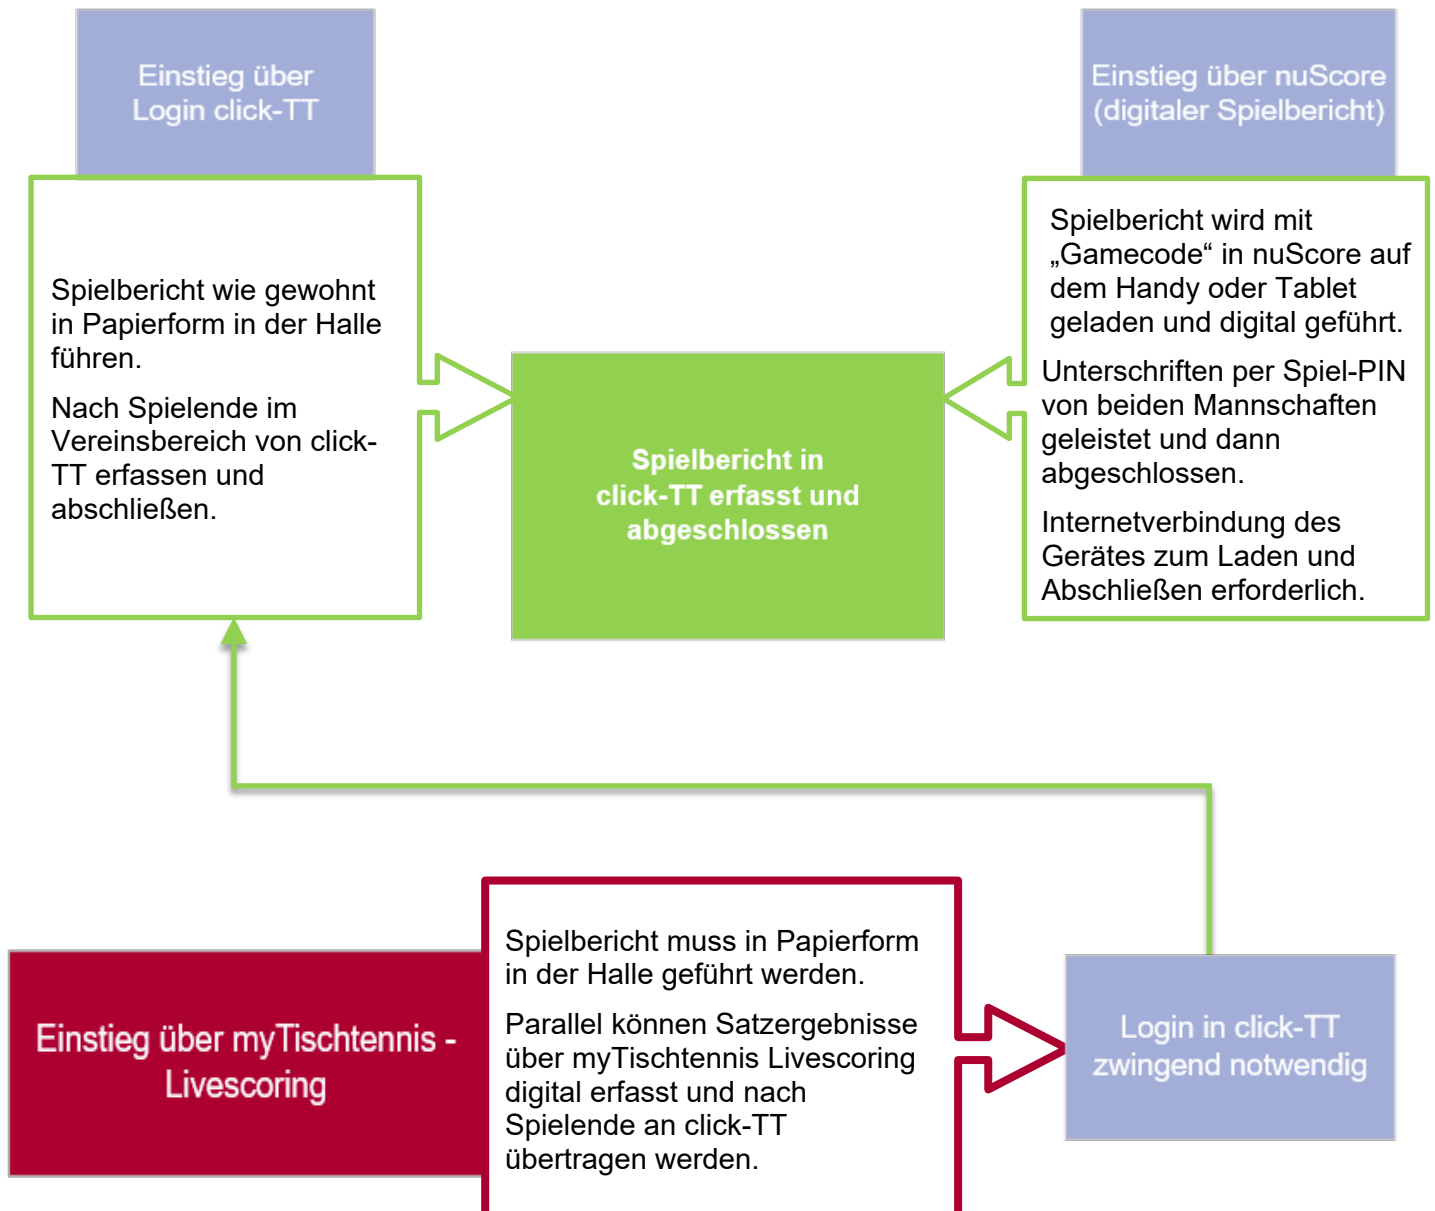 Einstieg über
Login click-TT
Spielbericht wie gewohnt
in Papierform in der Halle
führen.
Nach Spielende im
Vereinsbereich von click-
TT erfassen und
abschließen.
Spielbericht in
click-TT erfasst und
abgeschlossen
Einstieg über nuScore
(digitaler Spielbericht)
Spielbericht wird mit
„Gamecode“ in nuScore auf
dem Handy oder Tablet
geladen und digital geführt.
Unterschriften per Spiel-PIN
von beiden Mannschaften
geleistet und dann
abgeschlossen.
Internetverbindung des
Gerätes zum Laden und
Abschließen erforderlich.
Einstieg über myTischtennis -
Livescoring
Spielbericht muss in Papierform
in der Halle geführt werden.
Parallel können Satzergebnisse
über myTischtennis Livescoring
digital erfasst und nach
Spielende an click-TT
übertragen werden.
Login in click-TT
zwingend notwendig